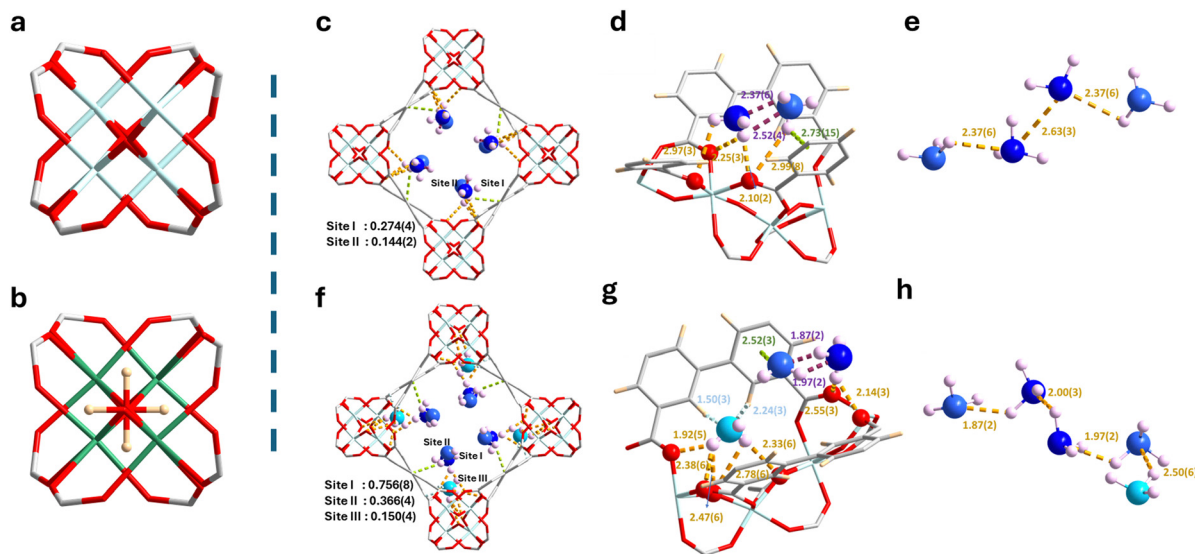 a
c
d
e
2.37(6)
2.52(4)
2.73(15)
2.97(3)
2.25(3)
2.99(8)
2.10(2)
2.37(6)
2.37(6)
2.63(3)
Site II
Site I
Site I : 0.274(4)
Site II : 0.144(2)
b
f
g
h
2.52(3)
1.87(2)
1.97(2)
2.14(3)
1.50(3)
2.24(3)
2.55(3)
1.92(5)
2.33(6)
2.38(6)
2.78(6)
2.47(6)
2.00(3)
1.87(2)
1.97(2)
2.50(6)
Site II
Site I
Site III
Site I : 0.756(8)
Site II : 0.366(4)
Site III : 0.150(4)